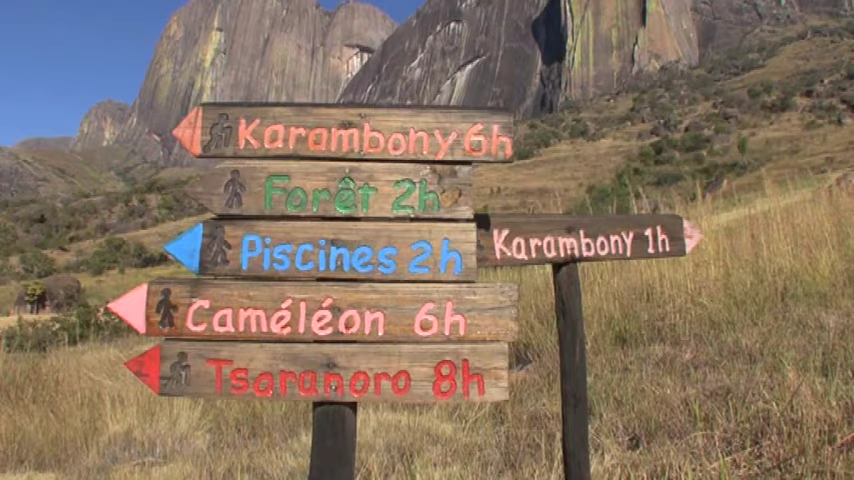 Karambony 6h
Forêt 2h
Piscines 2h
Karambony 1h
Caméléon 6h
Tsaranoro 8h